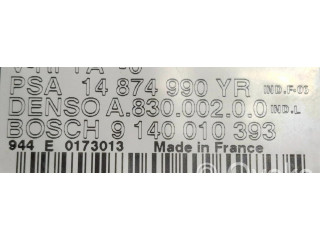 PSA 14 874 990 YR IND.F-03
DENSO A.830.002.0.0 IND.L
BOSCH 9 140 010 393
944 E 0173013 Made in France